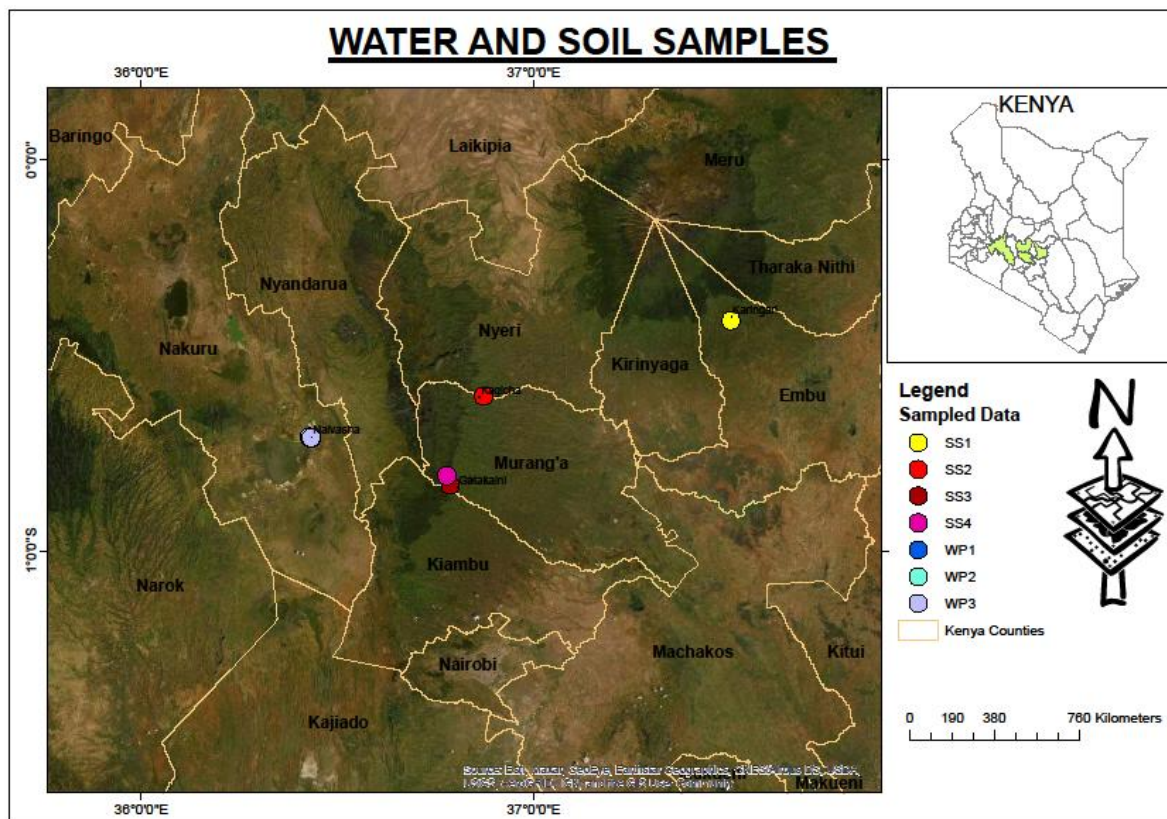 WATER AND SOIL SAMPLES
36°0'0"E
37°0'0"E
KENYA
Baringo
Laikipia
Meru
0°0'0"
Tharaka Nithi
Nyandarua
Karingari
Nyeri
Nakuru
Kirinyaga
Embu
Naivasha
Murang'a
Kiambu
1°0'0"S
Narok
Nairobi
Machakos
Kitui
Kajiado
Makueni
36°0'0"E
37°0'0"E
Legend
Sampled Data
SS1
SS2
SS3
SS4
WP1
WP2
WP3
Kenya Counties
N
0 190 380 760 Kilometers